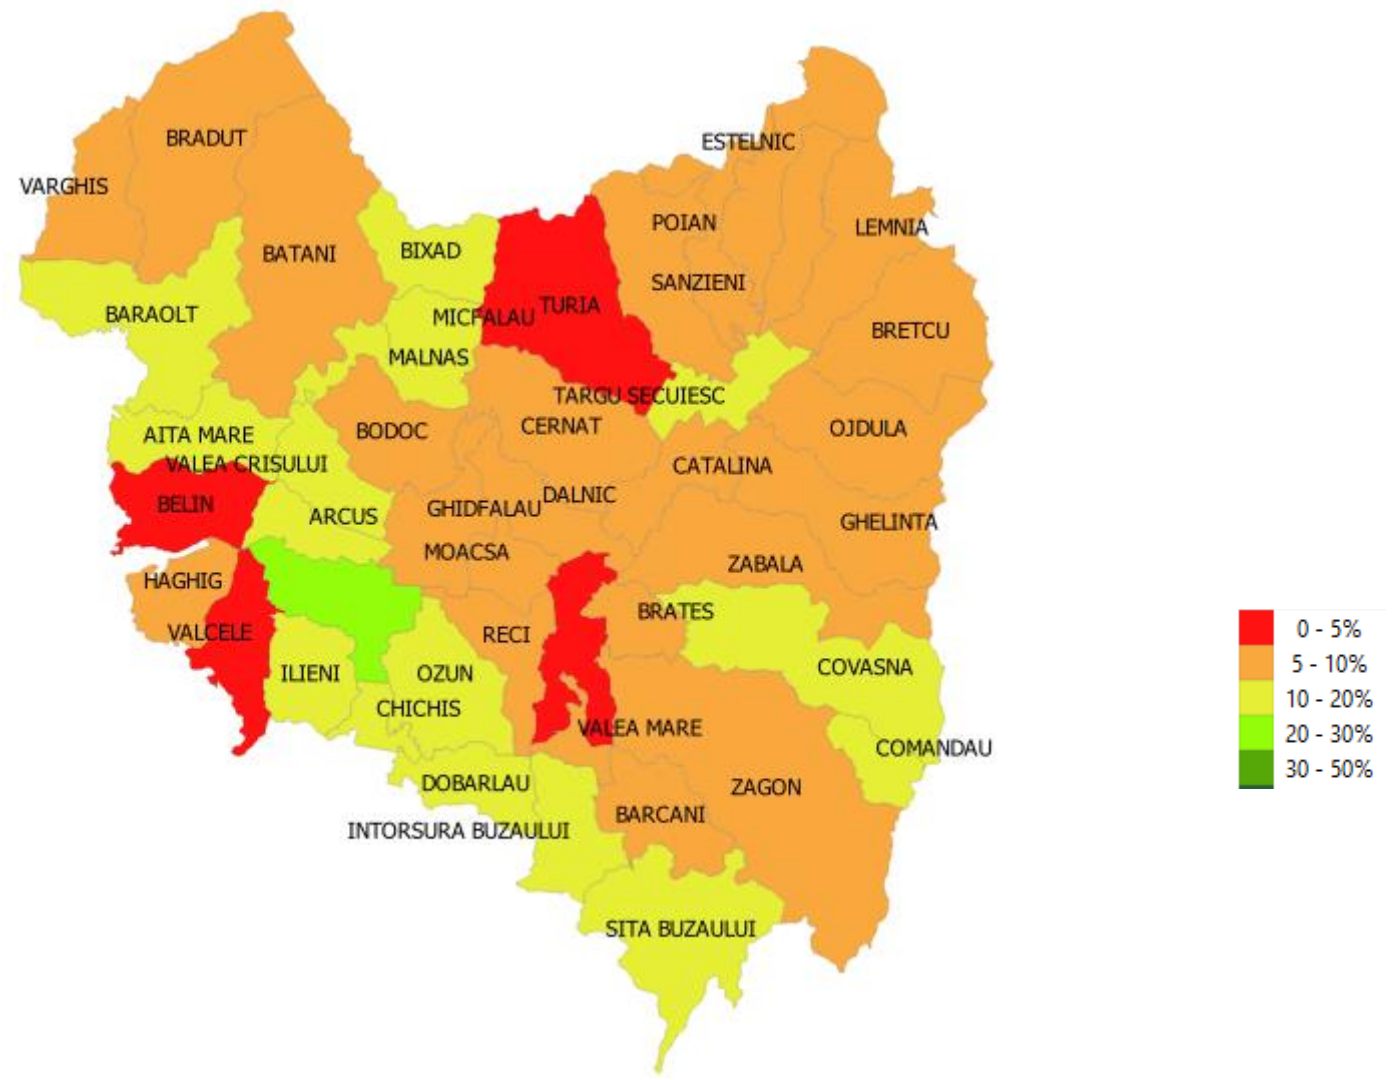 BRADUT
ESTELNIC
VARGHIS
POIAN
LEMNIA
BIXAD
BATANI
SANZIENI
BARAOLT
MICFALAU
TURIA
BRETCU
MALNAS
TARGU SECUIESC
BODOC
CERNAT
OJDULA
AITA MARE
VALEA CRISULUI
CATALINA
BELIN
DALNIC
GHIDFALAU
ARCUS
GHELINTA
MOACSA
ZABALA
HAGHIG
BRATES
VALCELE
RECI
0 - 5%
5 - 10%
10 - 20%
20 - 30%
30 - 50%
ILIENI
OZUN
COVASNA
CHICHIS
VALEA MARE
COMANDAU
DOBARLAU
ZAGON
BARCANI
INTORSURA BUZAULUI
SITA BUZAULUI